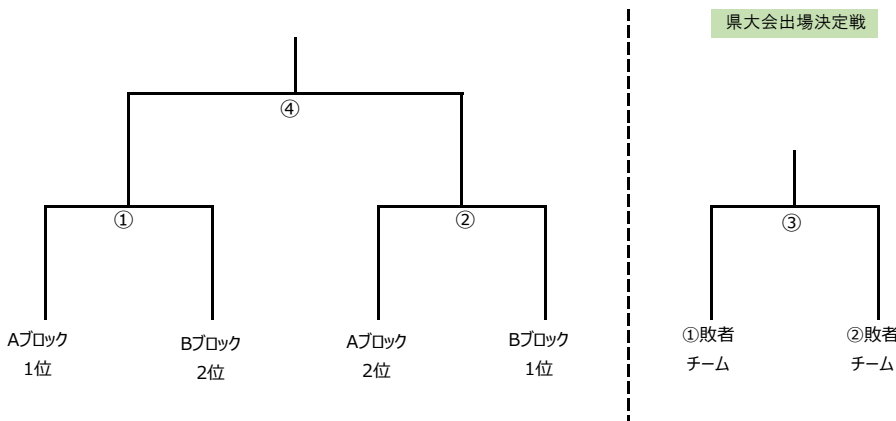 県大会出場決定戦
④
①
②
③
Aブロック
1位
Bブロック
2位
Aブロック
2位
Bブロック
1位
①敗者
チーム
②敗者
チーム